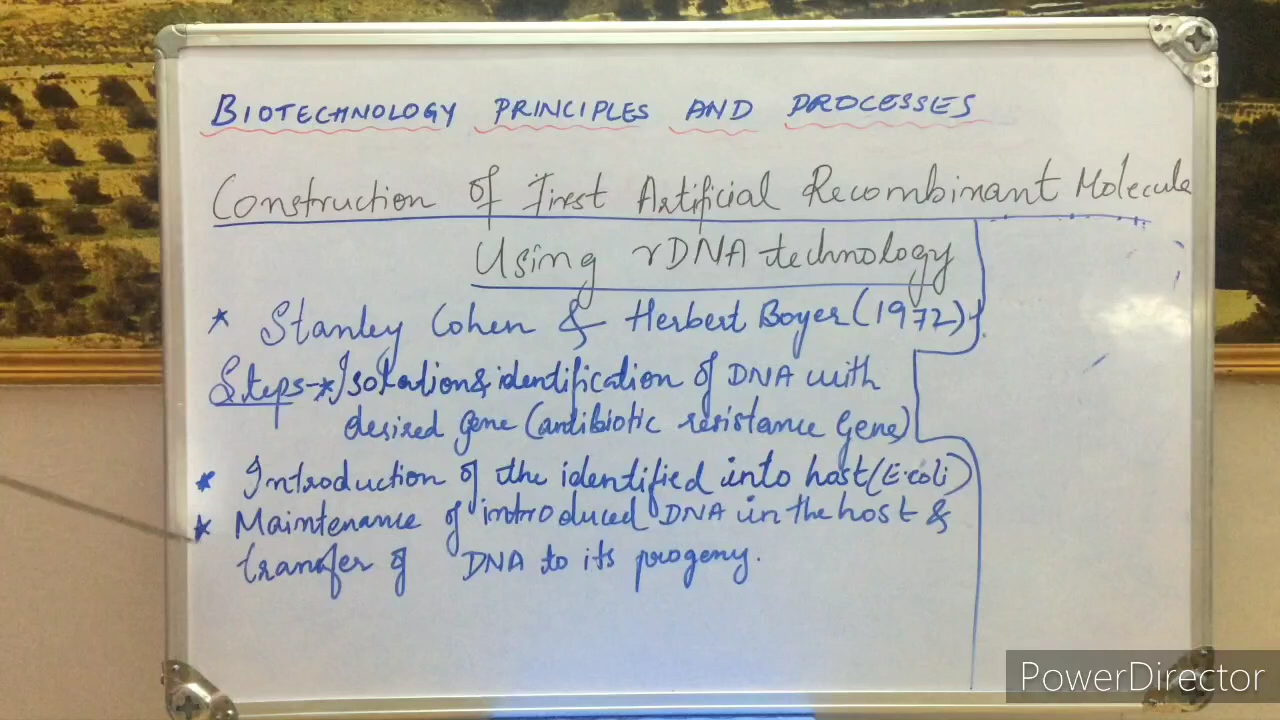 BIOTECHNOLOGY PRINCIPLES AND PROCESSES
Construction of First Artificial Recombinant Molecule
Using rDNA technology
* Stanley Cohen & Herbert Boyer (1972)
Steps-* Isolation & identification of DNA with
desired gene (antibiotic resistance Gene)
* Introduction of the identified into host (E.coli)
* Maintenance of introduced DNA in the host &
transfer of DNA to its progeny.
PowerDirector